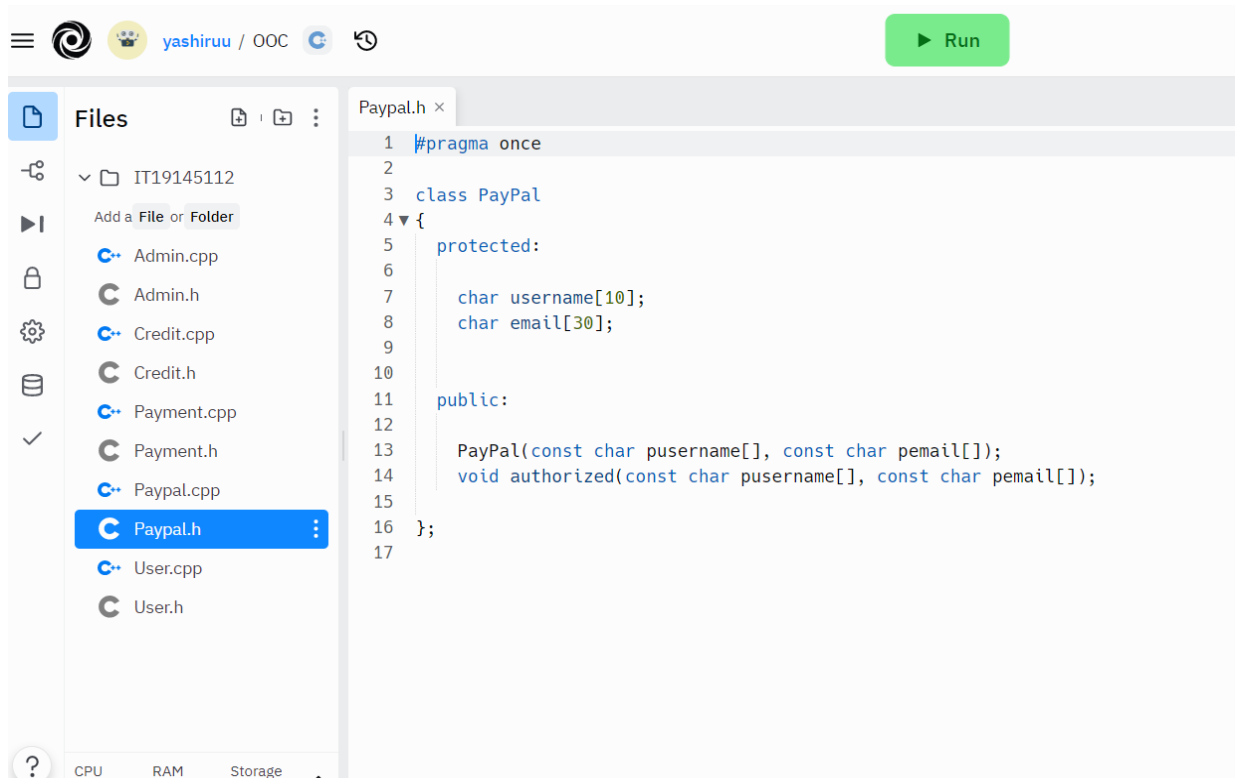 yashiruu / OOC
Run
Files
IT19145112
Add a File or Folder
Admin.cpp
Admin.h
Credit.cpp
Credit.h
Payment.cpp
Payment.h
Paypal.cpp
Paypal.h
User.cpp
User.h
CPU RAM Storage
Paypal.h ×
1 #pragma once
2
3 class PayPal
4 {
5 protected:
6
7 char username[10];
8 char email[30];
9
10
11 public:
12
13 PayPal(const char pusername[], const char pemail[]);
14 void authorized(const char pusername[], const char pemail[]);
15
16 };
17